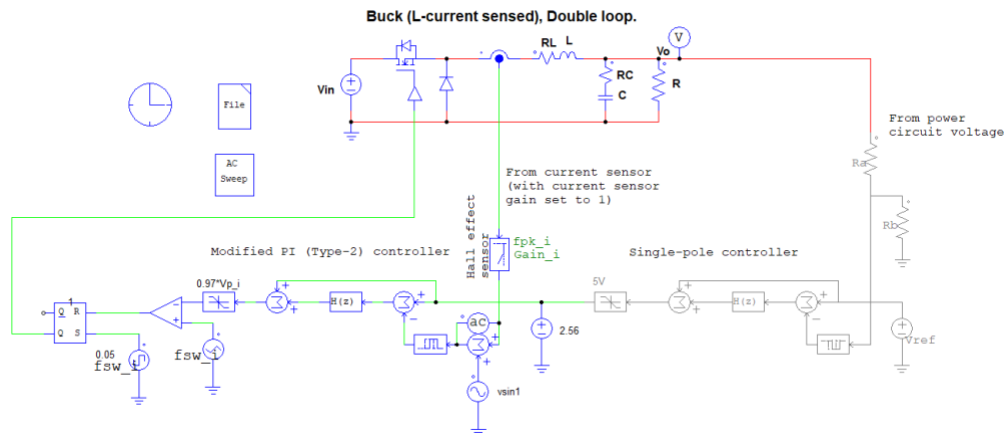 Buck (L-current sensed), Double loop.
RL
L
Vo
V
RC
C
R
Vin
File
AC
Sweep
From power
circuit voltage
Ra
Rb
From current sensor
(with current sensor
gain set to 1)
Hall effect
sensor
fpk_i
Gain_i
Modified PI (Type-2) controller
Single-pole controller
0.97*Vp_i
5V
H(z)
H(z)
1
Q
R
Q
S
ac
2.56
Vref
0.05
fsw_i
fsw_i
vsin1